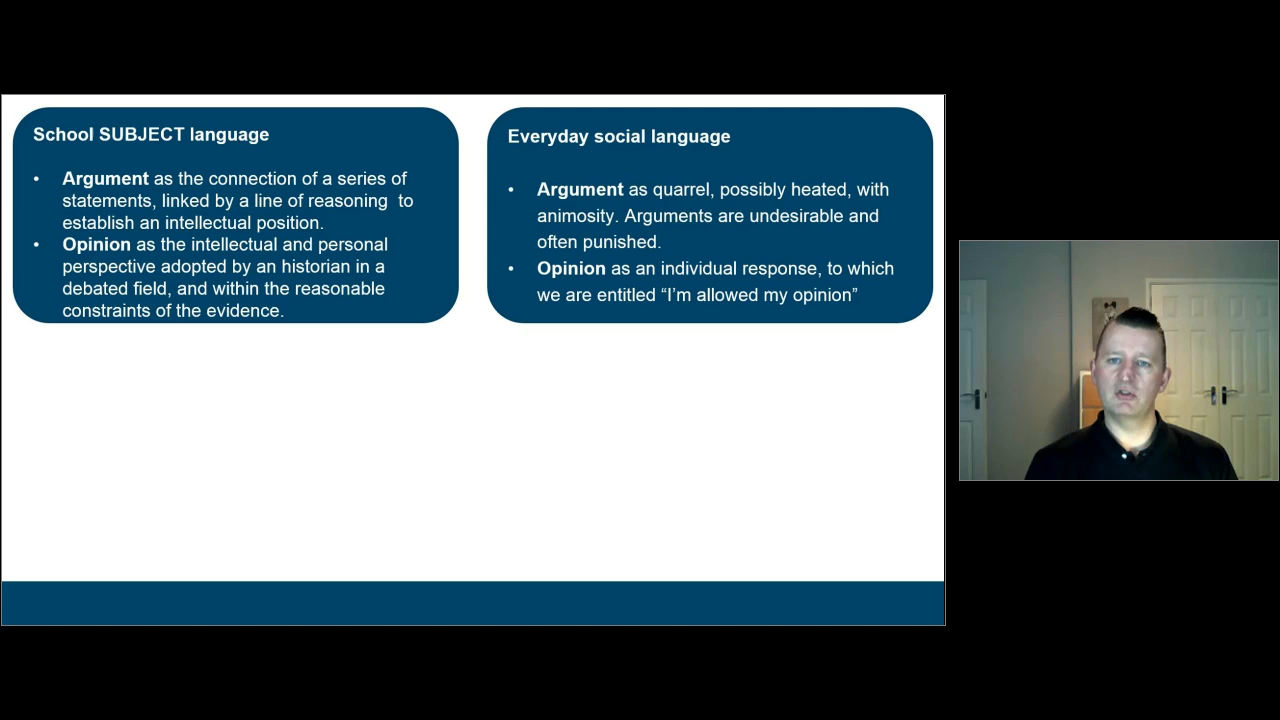 School SUBJECT language
• Argument as the connection of a series of
statements, linked by a line of reasoning  to
establish an intellectual position.
• Opinion as the intellectual and personal
perspective adopted by an historian in a
debated field, and within the reasonable
constraints of the evidence.
Everyday social language
• Argument as quarrel, possibly heated, with
animosity. Arguments are undesirable and
often punished.
• Opinion as an individual response, to which
we are entitled “I’m allowed my opinion”